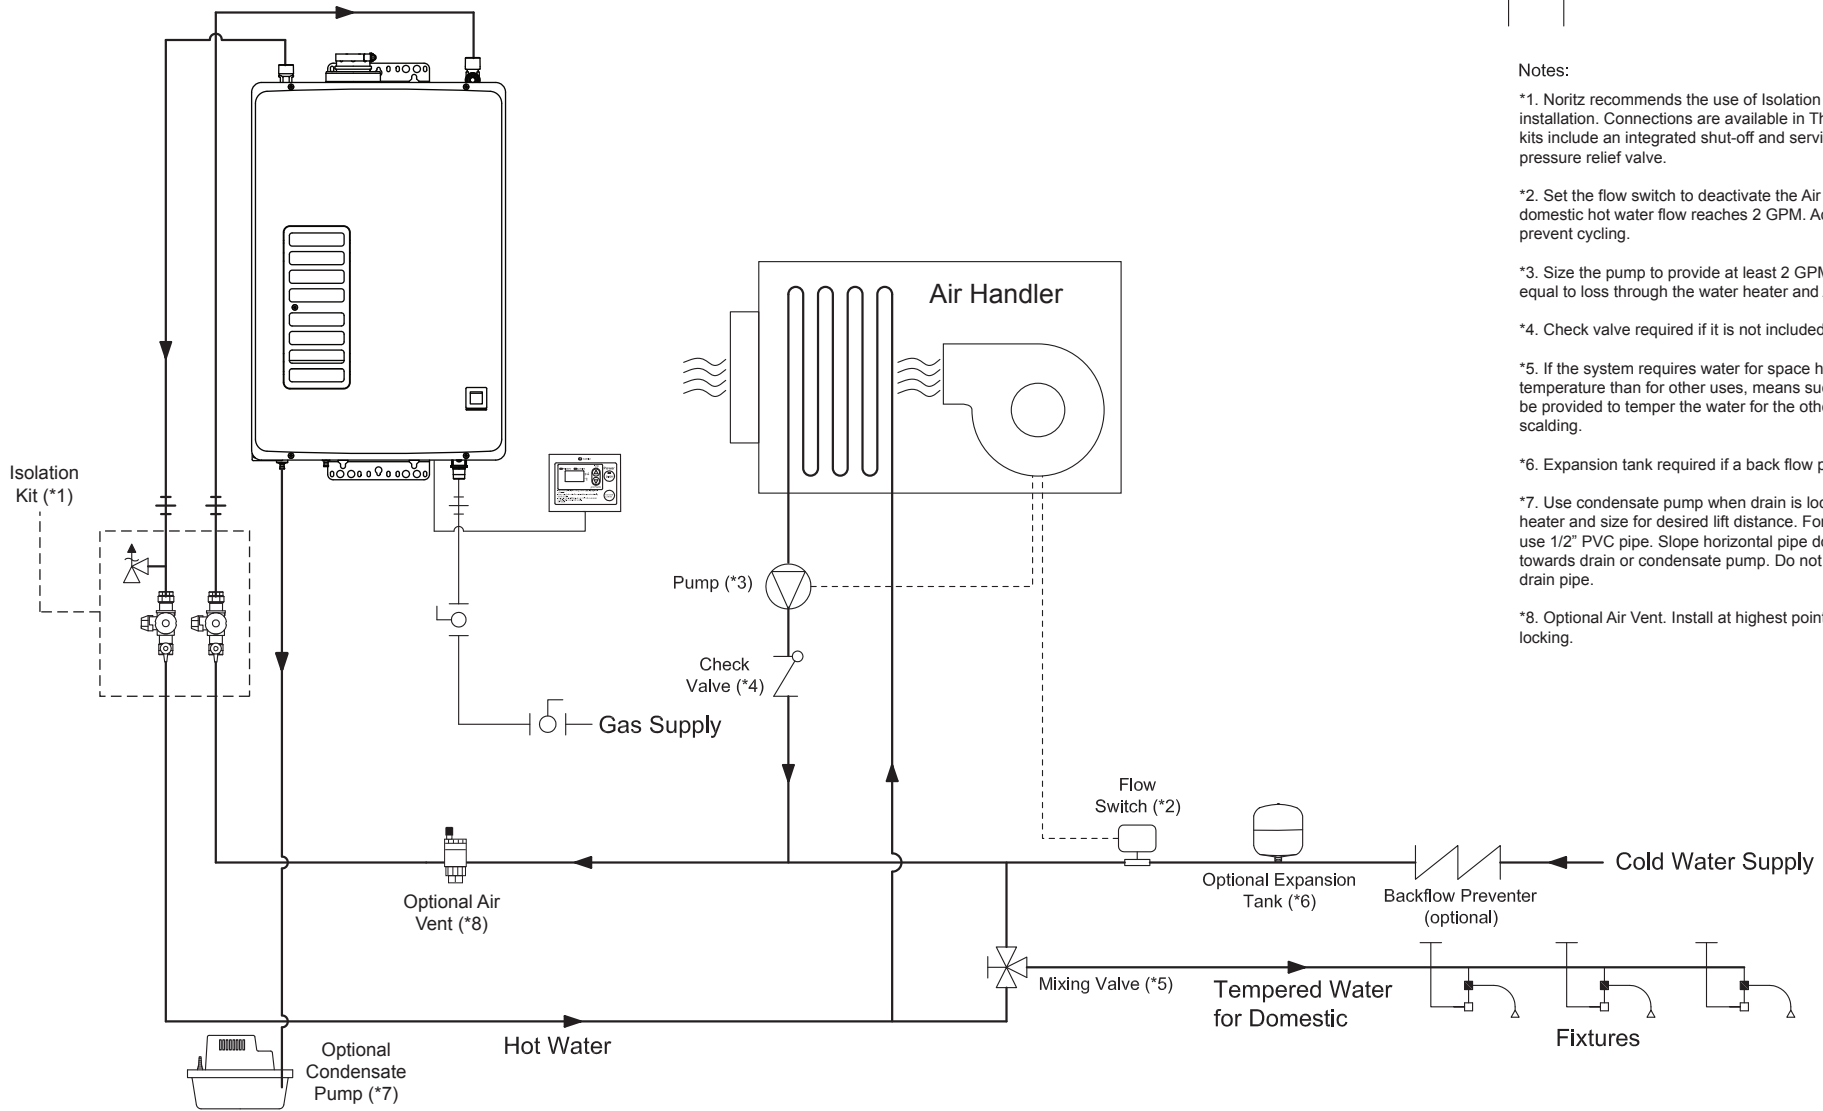 Isolation
Kit (*1)
Air Handler
Pump (*3)
Check
Valve (*4)
Gas Supply
Flow
Switch (*2)
Optional Expansion
Tank (*6)
Backflow Preventer
(optional)
Cold Water Supply
Optional Air
Vent (*8)
Mixing Valve (*5)
Tempered Water
for Domestic
Fixtures
Hot Water
Optional
Condensate
Pump (*7)
Notes:
*1. Noritz recommends the use of Isolation
installation. Connections are available in Th
kits include an integrated shut-off and servi
pressure relief valve.
*2. Set the flow switch to deactivate the Air
domestic hot water flow reaches 2 GPM. A
prevent cycling.
*3. Size the pump to provide at least 2 GPM
equal to loss through the water heater and
*4. Check valve required if it is not included
*5. If the system requires water for space h
temperature than for other uses, means su
be provided to temper the water for the oth
scalding.
*6. Expansion tank required if a back flow p
*7. Use condensate pump when drain is loc
heater and size for desired lift distance. For
use 1/2” PVC pipe. Slope horizontal pipe do
towards drain or condensate pump. Do not
drain pipe.
*8. Optional Air Vent. Install at highest point
locking.